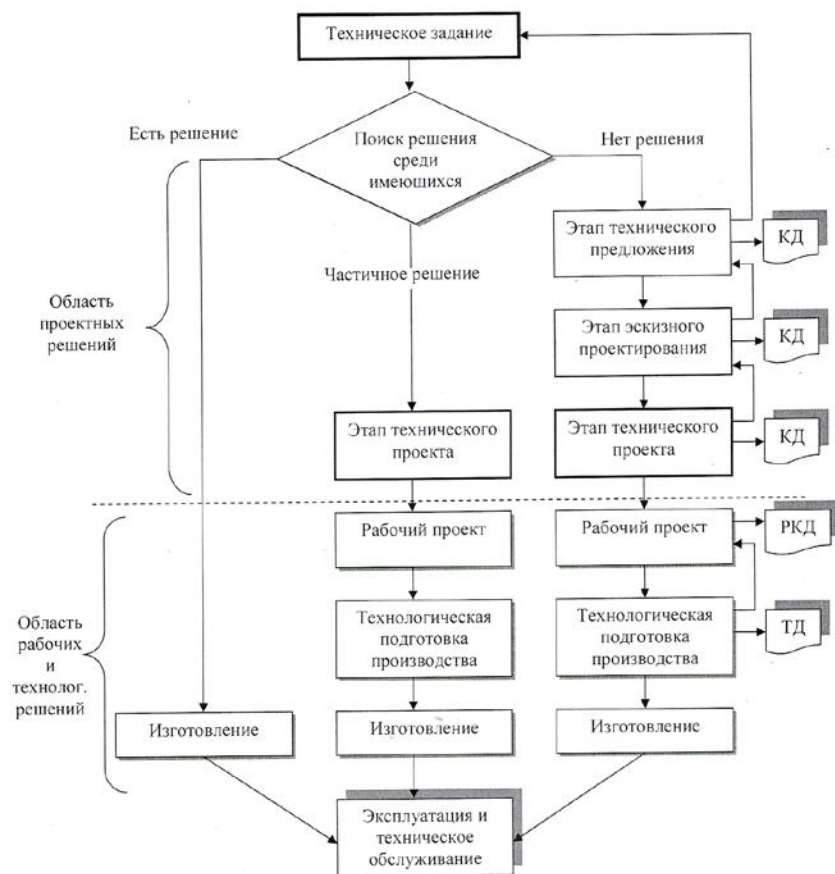 Техническое задание
Есть решение
Поиск решения
среди
имеющихся
Нет решения
Этап технического
предложения
КД
Частичное решение
Область
проектных
решений
Этап эскизного
проектирования
КД
Этап технического
проекта
Этап технического
проекта
КД
Рабочий проект
Рабочий проект
РКД
Область
рабочих
и
технолог.
решений
Технологическая
подготовка
производства
Технологическая
подготовка
производства
ТД
Изготовление
Изготовление
Изготовление
Эксплуатация и
техническое
обслуживание